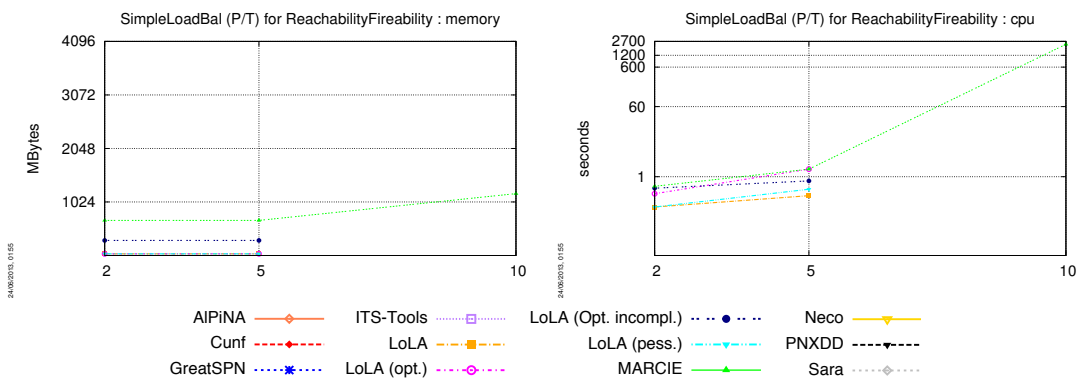 SimpleLoadBal (P/T) for ReachabilityFireability : memory
4096
3072
2048
1024
MBytes
2 5 10
24/06/2013, 01:55
SimpleLoadBal (P/T) for ReachabilityFireability : cpu
2700
1200
600
60
1
seconds
2 5 10
24/06/2013, 01:55
AlPiNA ITS-Tools LoLA (Opt. incompl.) Neco
Cunf LoLA LoLA (pess.) PNXDD
GreatSPN LoLA (opt.) MARCIE Sara